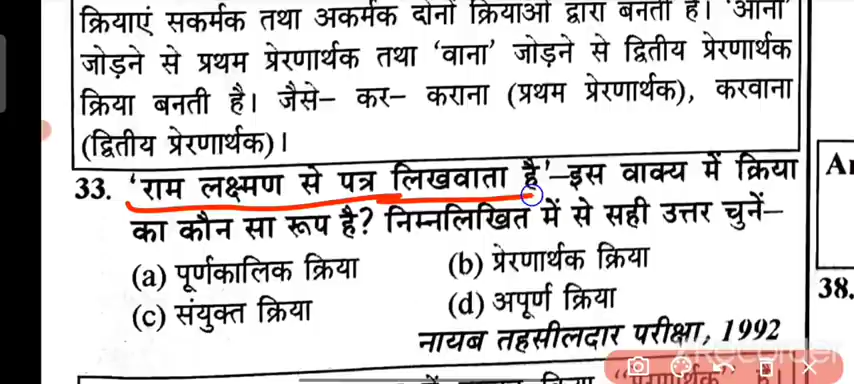 क्रियाएं सकर्मक तथा अकर्मक दोनों क्रियाओं द्वारा बनती हैं। 'आना'
जोड़ने से प्रथम प्रेरणार्थक तथा 'वाना' जोड़ने से द्वितीय प्रेरणार्थक
क्रिया बनती है। जैसे– कर– कराना (प्रथम प्रेरणार्थक), करवाना
(द्वितीय प्रेरणार्थक)।
33. 'राम लक्ष्मण से पत्र लिखवाता है'–इस वाक्य में क्रिया
का कौन सा रूप है? निम्नलिखित में से सही उत्तर चुनें–
(a) पूर्णकालिक क्रिया (b) प्रेरणार्थक क्रिया
(c) संयुक्त क्रिया (d) अपूर्ण क्रिया
नायब तहसीलदार परीक्षा, 1992
38.